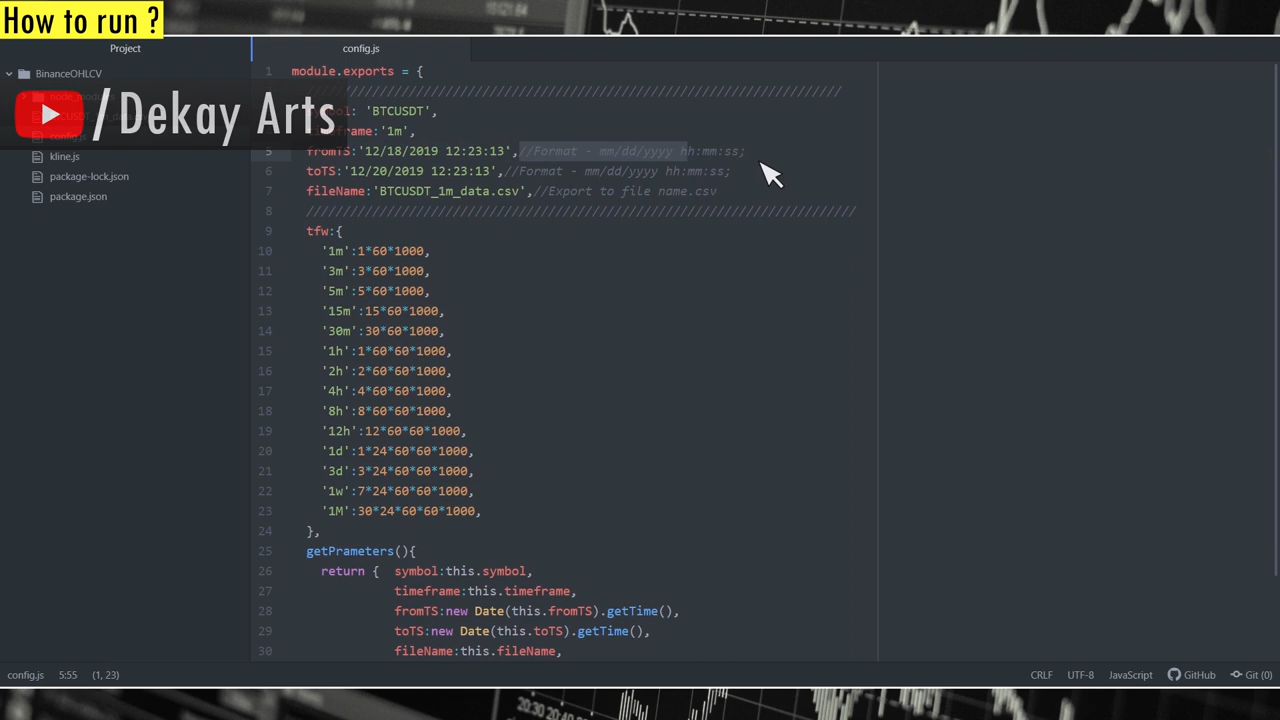 How to run ?
Project
config.js
BinanceOHLCV
/Dekay Arts
kline.js
package-lock.json
package.json
1 module.exports = {
////////////////////////////////////////////////////////////////////
'BTCUSDT',
'1m',
5 fromTS:'12/18/2019 12:23:13',//Format - mm/dd/yyyy hh:mm:ss;
6 toTS:'12/20/2019 12:23:13',//Format - mm/dd/yyyy hh:mm:ss;
7 fileName:'BTCUSDT_1m_data.csv',//Export to file name.csv
8 ///////////////////////////////////////////////////////////////////////////
9 tfw:{
10 '1m':1*60*1000,
11 '3m':3*60*1000,
12 '5m':5*60*1000,
13 '15m':15*60*1000,
14 '30m':30*60*1000,
15 '1h':1*60*60*1000,
16 '2h':2*60*60*1000,
17 '4h':4*60*60*1000,
18 '8h':8*60*60*1000,
19 '12h':12*60*60*1000,
20 '1d':1*24*60*60*1000,
21 '3d':3*24*60*60*1000,
22 '1w':7*24*60*60*1000,
23 '1M':30*24*60*60*1000,
24 },
25 getPrameters(){
26 return { symbol:this.symbol,
27 timeframe:this.timeframe,
28 fromTS:new Date(this.fromTS).getTime(),
29 toTS:new Date(this.toTS).getTime(),
30 fileName:this.fileName,
config.js 5:55 (1, 23) CRLF UTF-8 JavaScript GitHub Git (0)
20:30 20:40